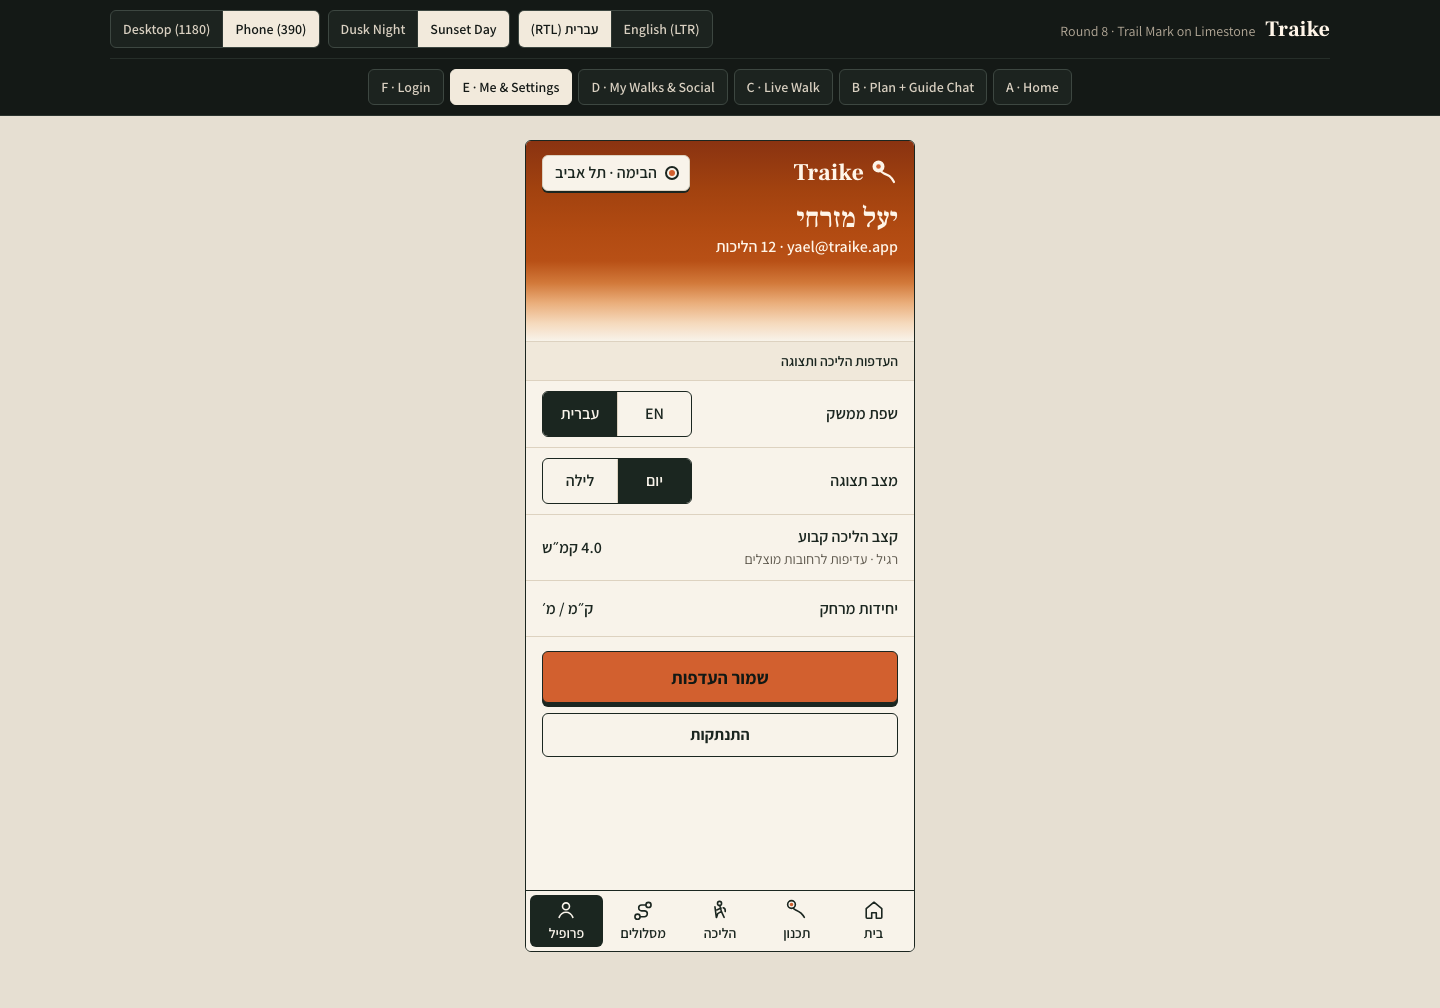 Traike Round 8 · Trail Mark on Limestone
English (LTR) עברית (RTL) Sunset Day Dusk Night Phone (390) Desktop (1180)
A · Home B · Plan + Guide Chat C · Live Walk D · My Walks & Social E · Me & Settings F · Login
Traike
הבימה · תל אביב
יעל מזרחי
yael@traike.app · 12 הליכות
העדפות הליכה ותצוגה
שפת ממשק
EN עברית
מצב תצוגה
יום לילה
קצב הליכה קבוע
רגיל · עדיפות לרחובות מוצלים
4.0 קמ״ש
יחידות מרחק
ק״מ / מ׳
שמור העדפות
התנתקות
בית תכנון הליכה מסלולים פרופיל